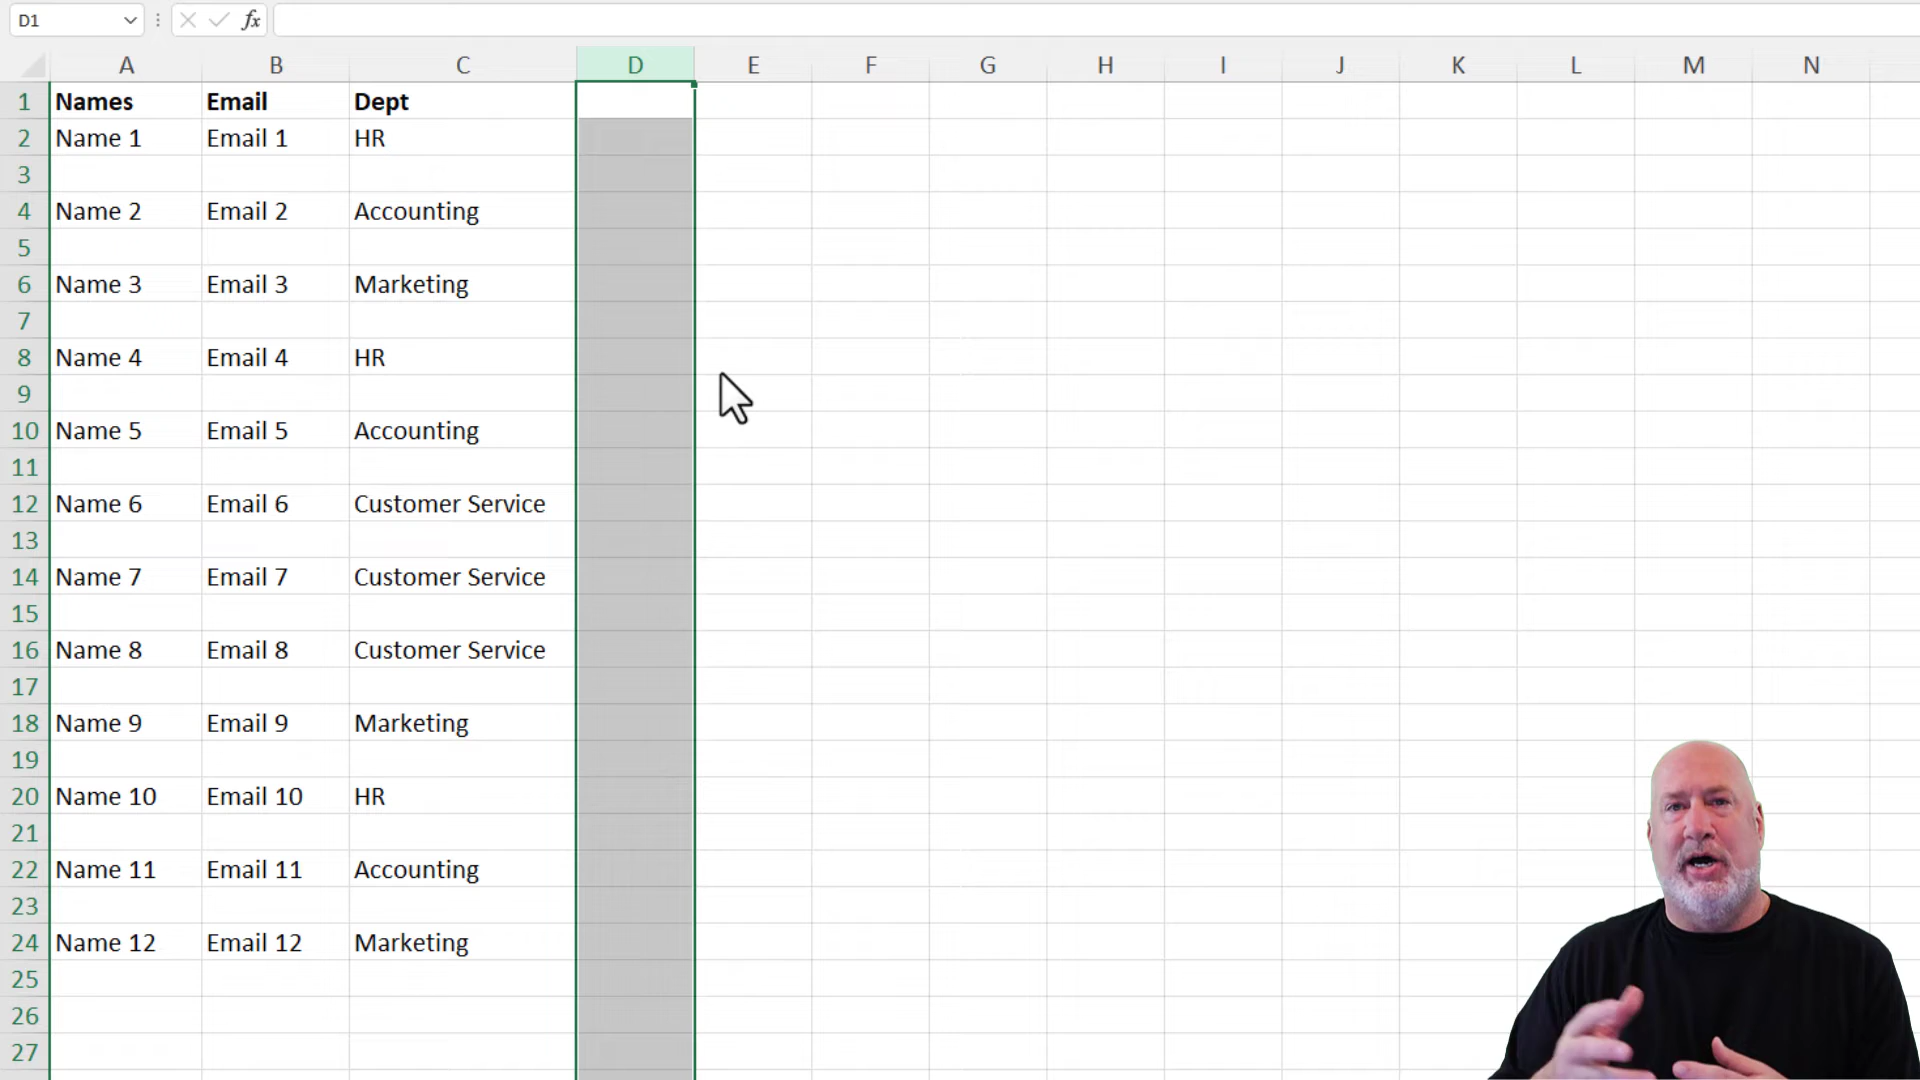 D1 fx
A B C D E F G H I J K L M N
1 Names Email Dept
2 Name 1 Email 1 HR
3
4 Name 2 Email 2 Accounting
5
6 Name 3 Email 3 Marketing
7
8 Name 4 Email 4 HR
9
10 Name 5 Email 5 Accounting
11
12 Name 6 Email 6 Customer Service
13
14 Name 7 Email 7 Customer Service
15
16 Name 8 Email 8 Customer Service
17
18 Name 9 Email 9 Marketing
19
20 Name 10 Email 10 HR
21
22 Name 11 Email 11 Accounting
23
24 Name 12 Email 12 Marketing
25
26
27